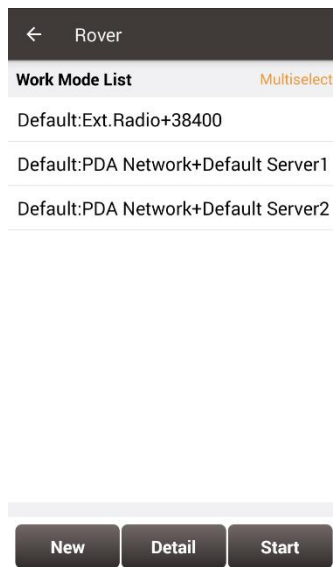 Rover
Work Mode List Multiselect
Default:Ext.Radio+38400
Default:PDA Network+Default Server1
Default:PDA Network+Default Server2
New Detail Start